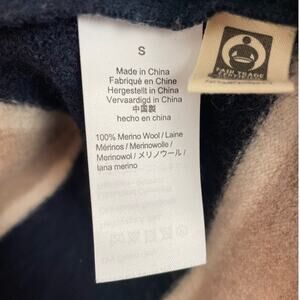 S
Made in China
Fabriqué en Chine
Hergestellt in China
Vervaardigd in China
中国製
hecho en china
100% Merino Wool / Laine
Mérinos / Merinowolle /
Merinowol / メリノウール /
lana merino
FAIR TRADE
CERTIFIED